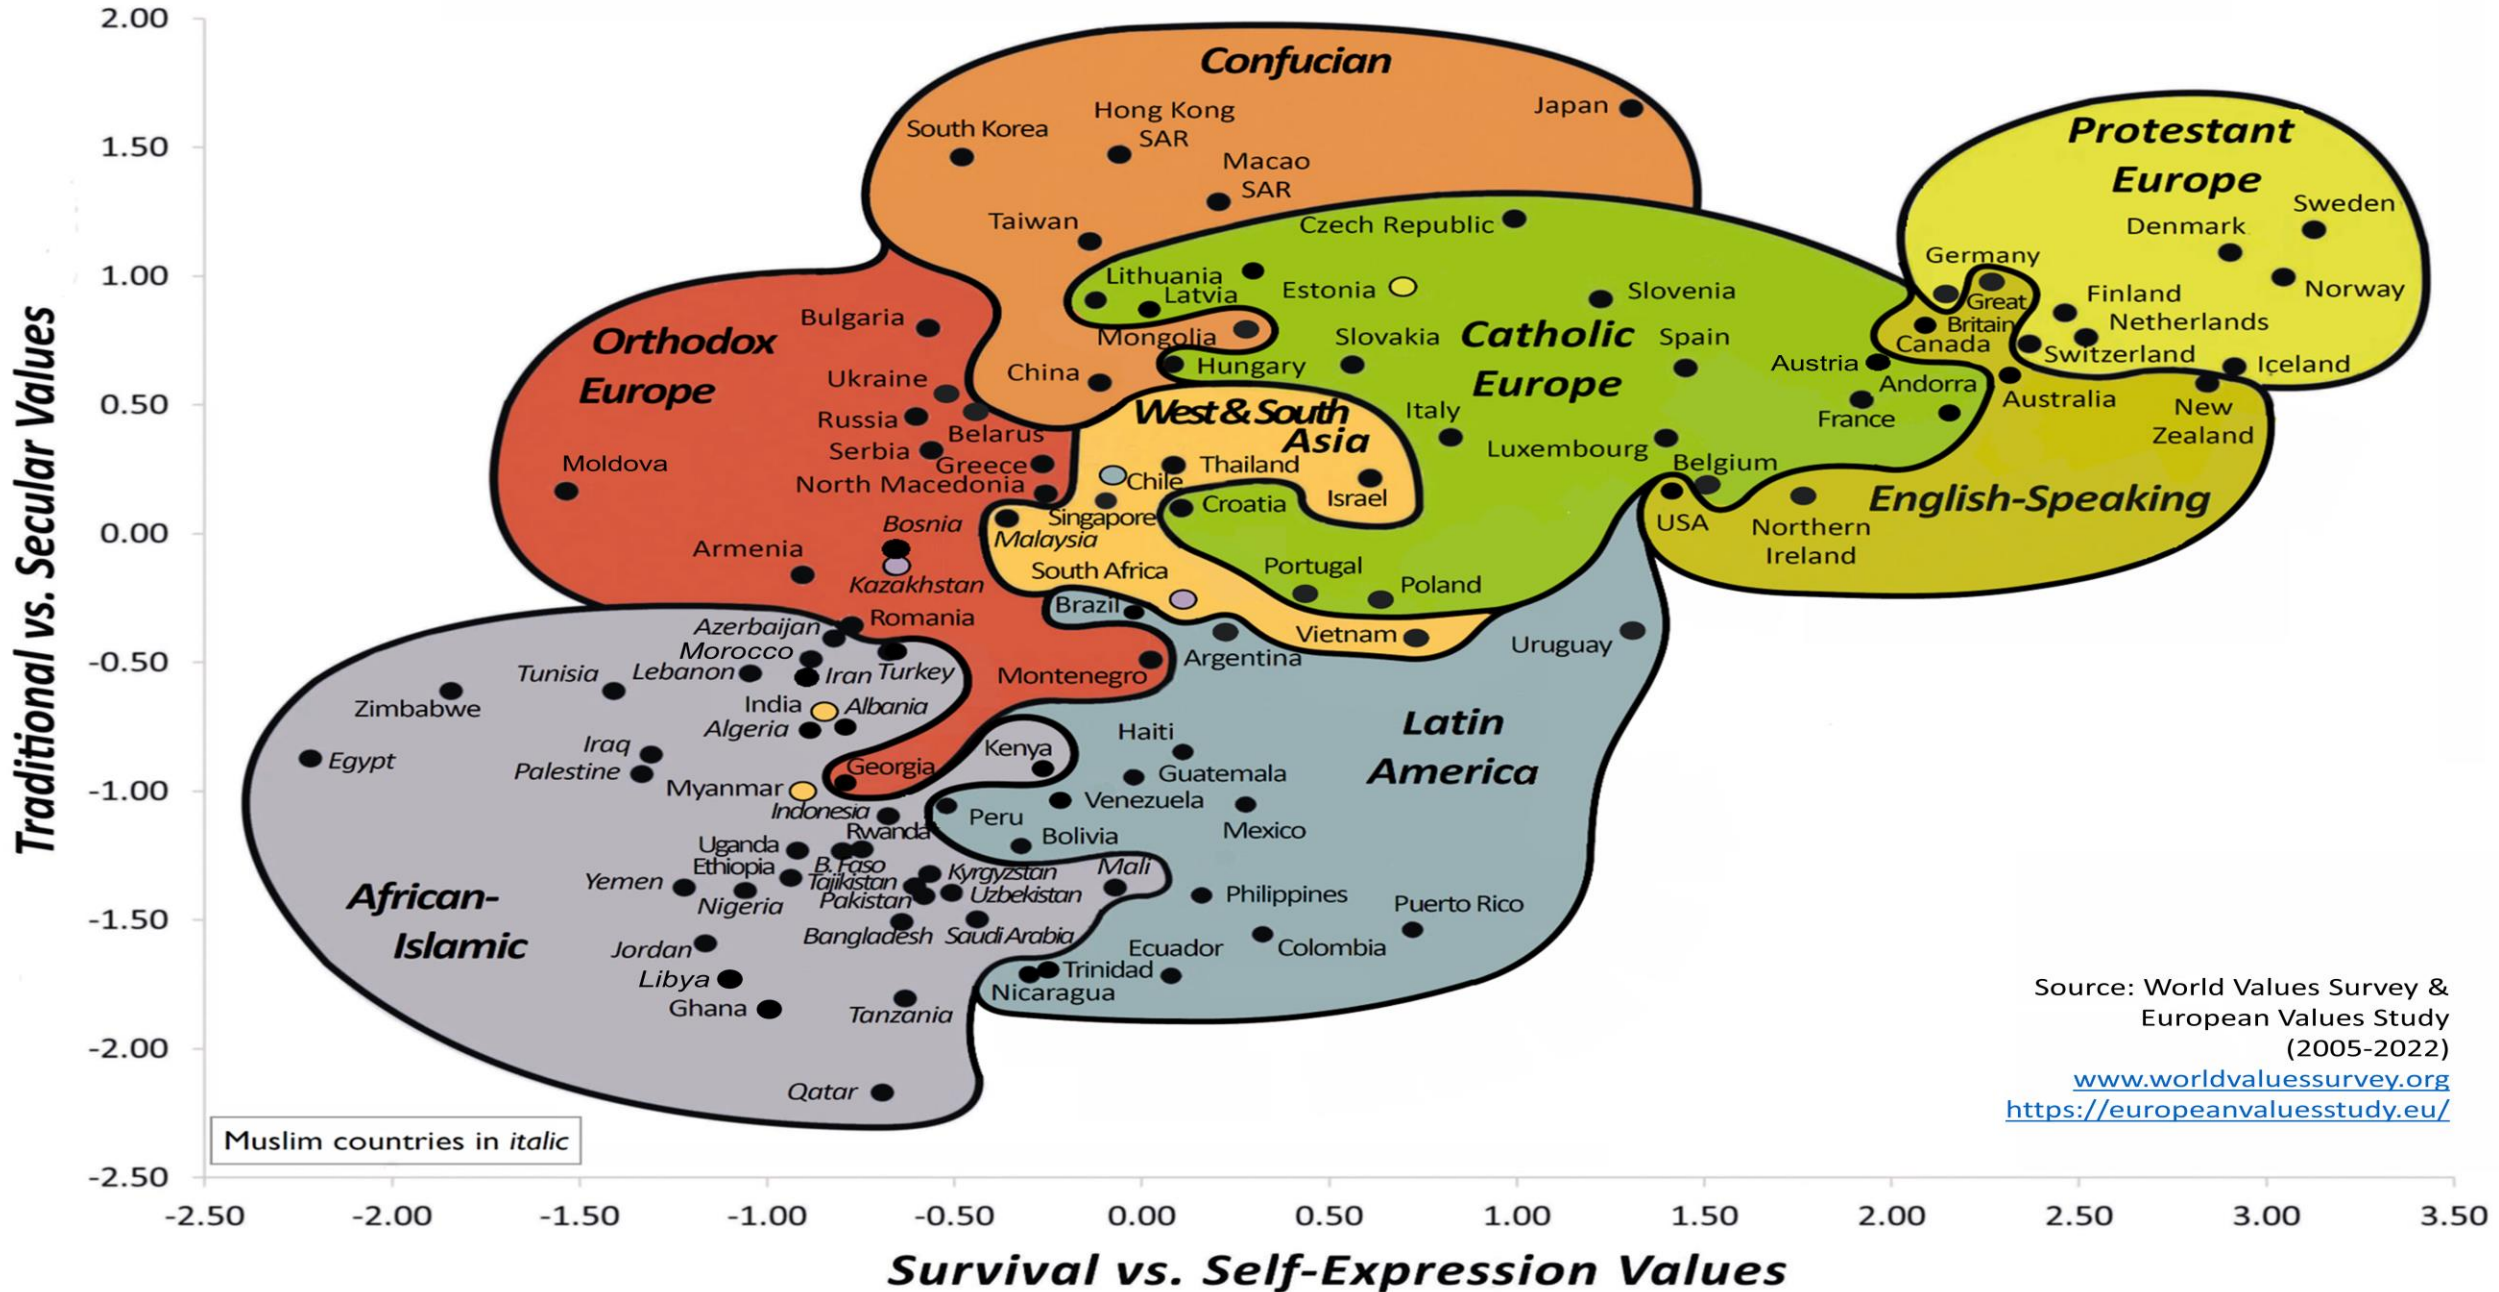 2.00
1.50
1.00
0.50
0.00
-0.50
-1.00
-1.50
-2.00
-2.50
Traditional vs. Secular Values
Confucian
Japan
Hong Kong
SAR
South Korea
Macao
SAR
Taiwan
Mongolia
China
Protestant
Europe
Sweden
Denmark
Germany
Norway
Finland
Netherlands
Switzerland
Iceland
Catholic
Europe
Czech Republic
Lithuania
Latvia
Estonia
Slovenia
Slovakia
Spain
Hungary
Austria
Andorra
France
Italy
Luxembourg
Belgium
Croatia
Portugal
Poland
English-Speaking
Great
Britain
Canada
Australia
New
Zealand
USA
Northern
Ireland
Orthodox
Europe
Bulgaria
Ukraine
Russia
Belarus
Serbia
Greece
North Macedonia
Moldova
Bosnia
Armenia
Kazakhstan
Romania
Montenegro
Georgia
West & South
Asia
Thailand
Israel
Chile
Singapore
Malaysia
South Africa
Vietnam
Latin
America
Brazil
Argentina
Uruguay
Haiti
Guatemala
Venezuela
Peru
Mexico
Bolivia
Philippines
Puerto Rico
Ecuador
Colombia
Trinidad
Nicaragua
African-
Islamic
Azerbaijan
Morocco
Tunisia
Lebanon
Iran
Turkey
Zimbabwe
India
Albania
Algeria
Iraq
Egypt
Palestine
Kenya
Myanmar
Indonesia
Rwanda
Uganda
Ethiopia
B. Faso
Kyrgyzstan
Mali
Yemen
Tajikistan
Uzbekistan
Nigeria
Pakistan
Bangladesh
Saudi Arabia
Jordan
Libya
Ghana
Tanzania
Qatar
Muslim countries in italic
Source: World Values Survey &
European Values Study
(2005-2022)
www.worldvaluessurvey.org
https://europeanvaluesstudy.eu/
-2.50
-2.00
-1.50
-1.00
-0.50
0.00
0.50
1.00
1.50
2.00
2.50
3.00
3.50
Survival vs. Self-Expression Values